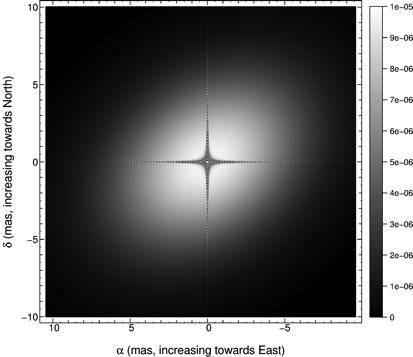 10
5
0
−5
−10
δ (mas, increasing towards North)
10
5
0
−5
α (mas, increasing towards East)
1e−05
9e−06
8e−06
7e−06
6e−06
5e−06
4e−06
3e−06
2e−06
1e−06
0